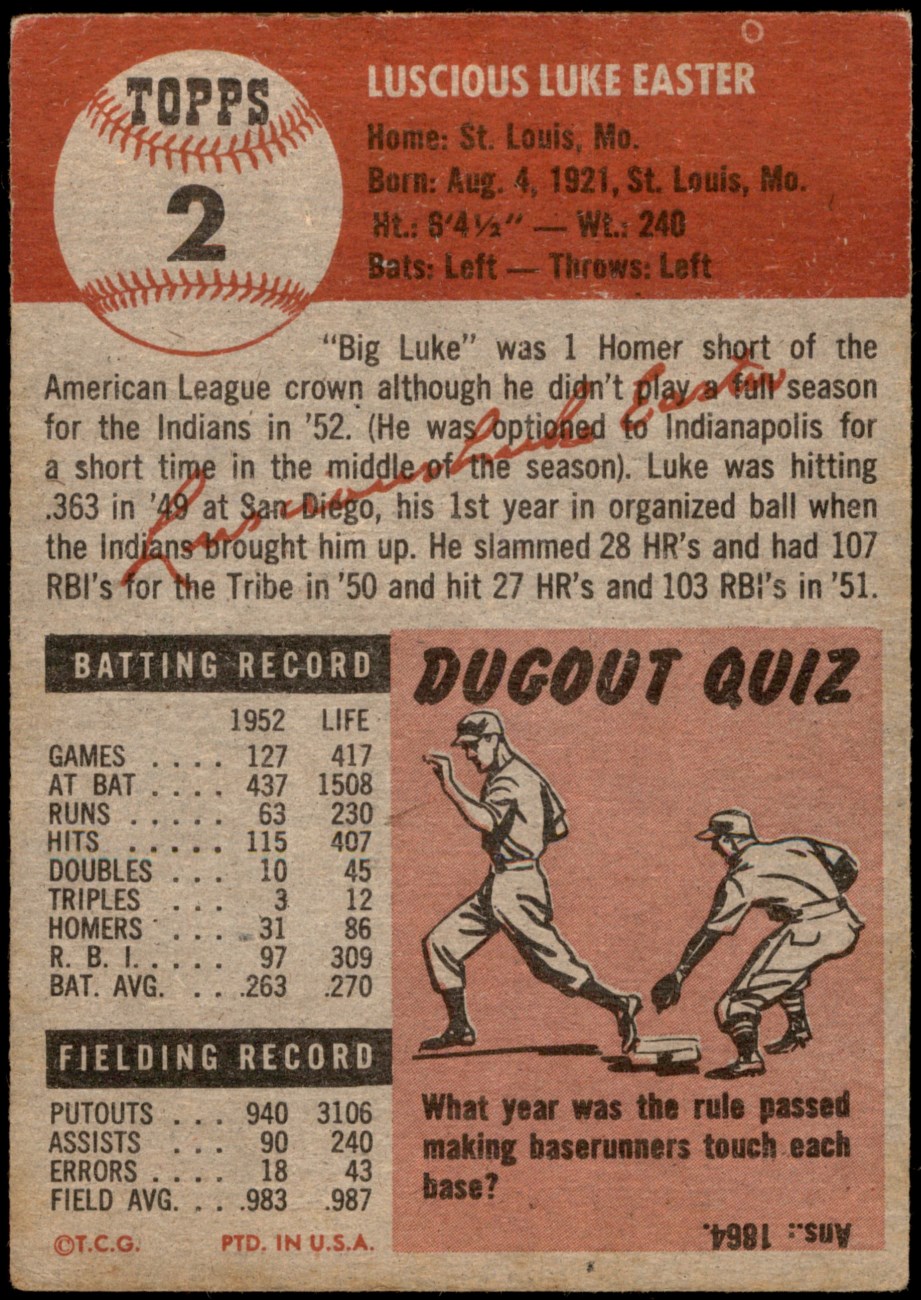 TOPPS
2
LUSCIOUS LUKE EASTER
Home: St. Louis, Mo.
Born: Aug. 4, 1921, St. Louis, Mo.
Ht.: 6'4½" — Wt.: 240
Bats: Left — Throws: Left
"Big Luke" was 1 Homer short of the
American League crown although he didn't play a full season
for the Indians in '52. (He was optioned to Indianapolis for
a short time in the middle of the season). Luke was hitting
.363 in '49 at San Diego, his 1st year in organized ball when
the Indians brought him up. He slammed 28 HR's and had 107
RBI's for the Tribe in '50 and hit 27 HR's and 103 RBI's in '51.
Luscious Luke Easter
BATTING RECORD
1952 LIFE
GAMES .... 127 417
AT BAT .... 437 1508
RUNS ..... 63 230
HITS ..... 115 407
DOUBLES ... 10 45
TRIPLES ... 3 12
HOMERS ... 31 86
R. B. I. .... 97 309
BAT. AVG. ... .263 .270
FIELDING RECORD
PUTOUTS ... 940 3106
ASSISTS ... 90 240
ERRORS .... 18 43
FIELD AVG. ... .983 .987
©T.C.G. PTD. IN U.S.A.
DUGOUT QUIZ
What year was the rule passed
making baserunners touch each
base?
Ans.: 1864.